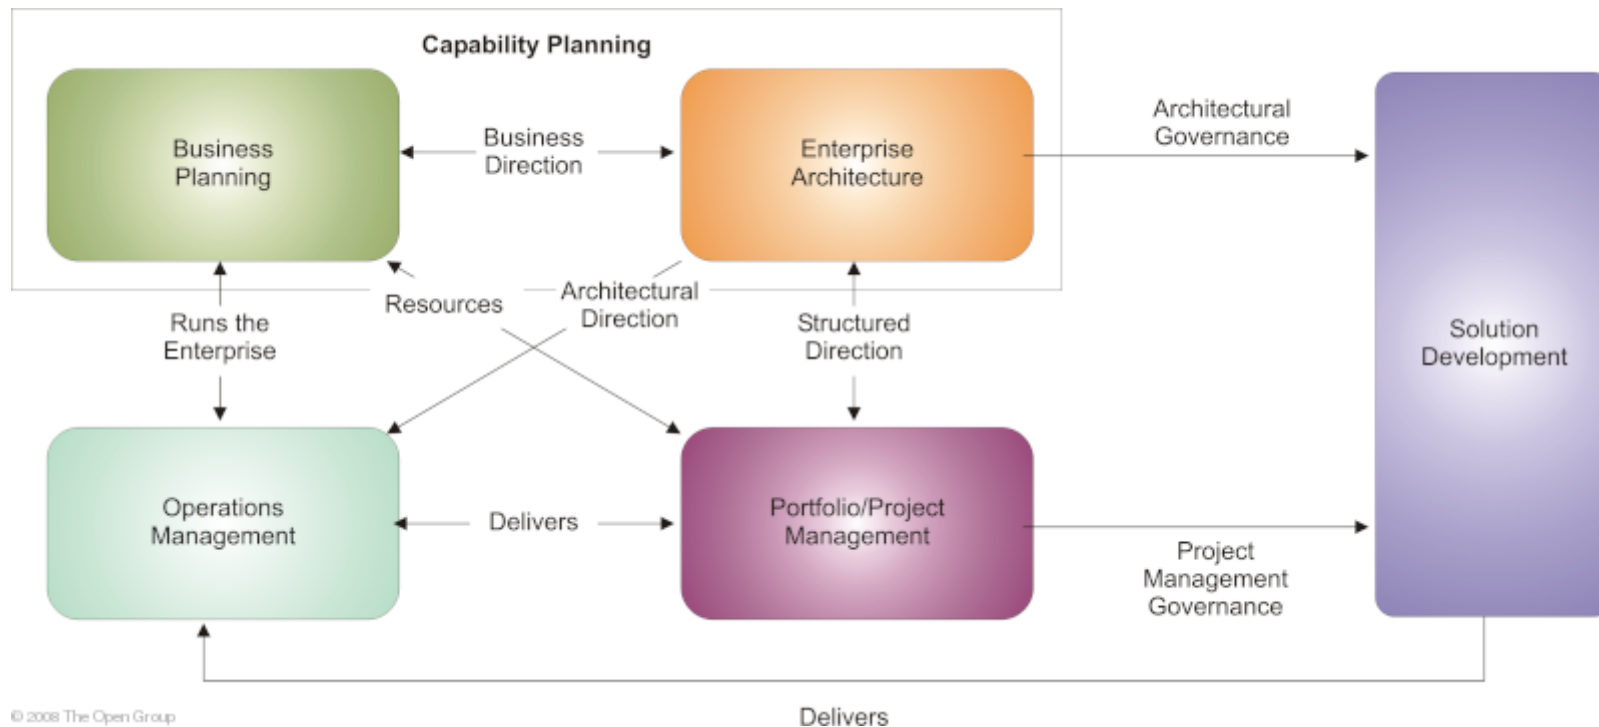 Capability Planning
Business
Planning
Business
Direction
Enterprise
Architecture
Architectural
Governance
Resources
Architectural
Direction
Runs the
Enterprise
Structured
Direction
Solution
Development
Operations
Management
Delivers
Portfolio/Project
Management
Project
Management
Governance
© 2008 The Open Group
Delivers